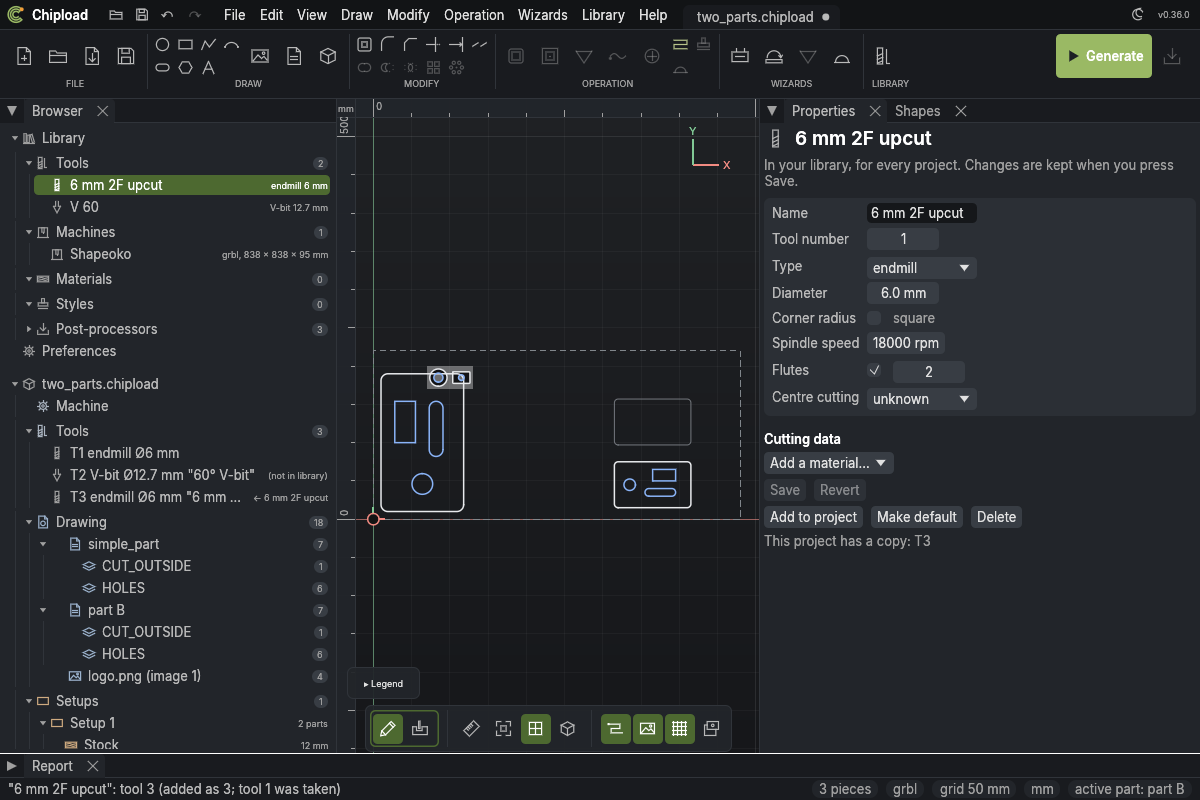 Chipload
File Edit View Draw Modify Operation Wizards Library Help
two_parts.chipload
v0.36.0
FILE
DRAW
MODIFY
OPERATION
WIZARDS
LIBRARY
Generate
Browser
Library
Tools 2
6 mm 2F upcut endmill 6 mm
V 60 V-bit 12.7 mm
Machines 1
Shapeoko grbl, 838 × 838 × 95 mm
Materials 0
Styles 0
Post-processors 3
Preferences
two_parts.chipload
Machine
Tools 3
T1 endmill Ø6 mm
T2 V-bit Ø12.7 mm "60° V-bit" (not in library)
T3 endmill Ø6 mm "6 mm ... ← 6 mm 2F upcut
Drawing 18
simple_part 7
CUT_OUTSIDE 1
HOLES 6
part B 7
CUT_OUTSIDE 1
HOLES 6
logo.png (image 1) 4
Setups 1
Setup 1 2 parts
Stock 12 mm
mm
0
500
0
Y
X
Legend
Properties
Shapes
6 mm 2F upcut
In your library, for every project. Changes are kept when you press
Save.
Name 6 mm 2F upcut
Tool number 1
Type endmill
Diameter 6.0 mm
Corner radius square
Spindle speed 18000 rpm
Flutes 2
Centre cutting unknown
Cutting data
Add a material...
Save Revert
Add to project Make default Delete
This project has a copy: T3
Report
"6 mm 2F upcut": tool 3 (added as 3; tool 1 was taken)
3 pieces grbl grid 50 mm mm active part: part B